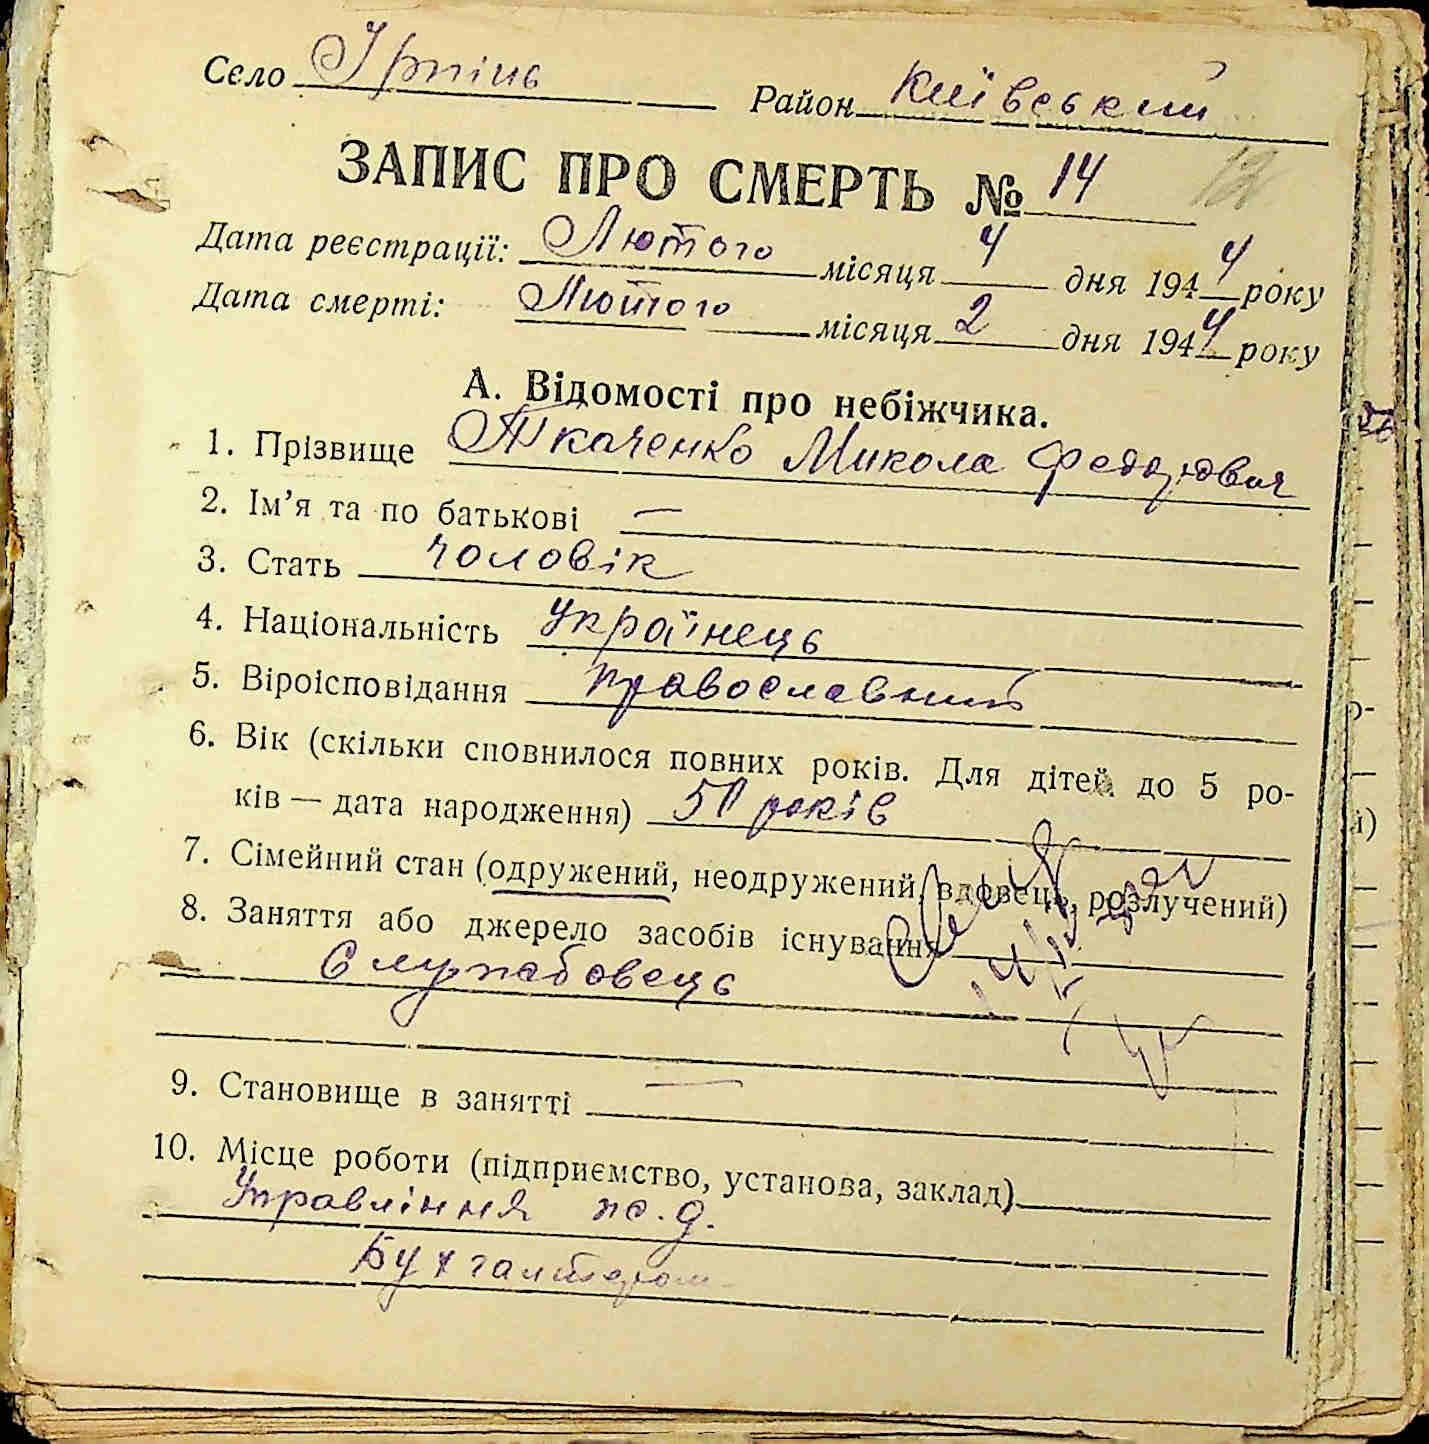 Село Ірпінь Район Київський
ЗАПИС ПРО СМЕРТЬ № 14
Дата реєстрації: Лютого місяця 4 дня 1944 року
Дата смерті: Лютого місяця 2 дня 1944 року
А. Відомості про небіжчика.
1. Прізвище Ткаченко Микола Федорович
2. Ім’я та по батькові —
3. Стать чоловік
4. Національність Українець
5. Віроісповідання православний
6. Вік (скільки сповнилося повних років. Для дітей до 5 ро-
ків — дата народження) 50 років
7. Сімейний стан (одружений, неодружений, вдовець, розлучений)
8. Заняття або джерело засобів існування
Службовець
9. Становище в занятті —
10. Місце роботи (підприємство, установа, заклад)
Управління ж.д.
Бухгалтером